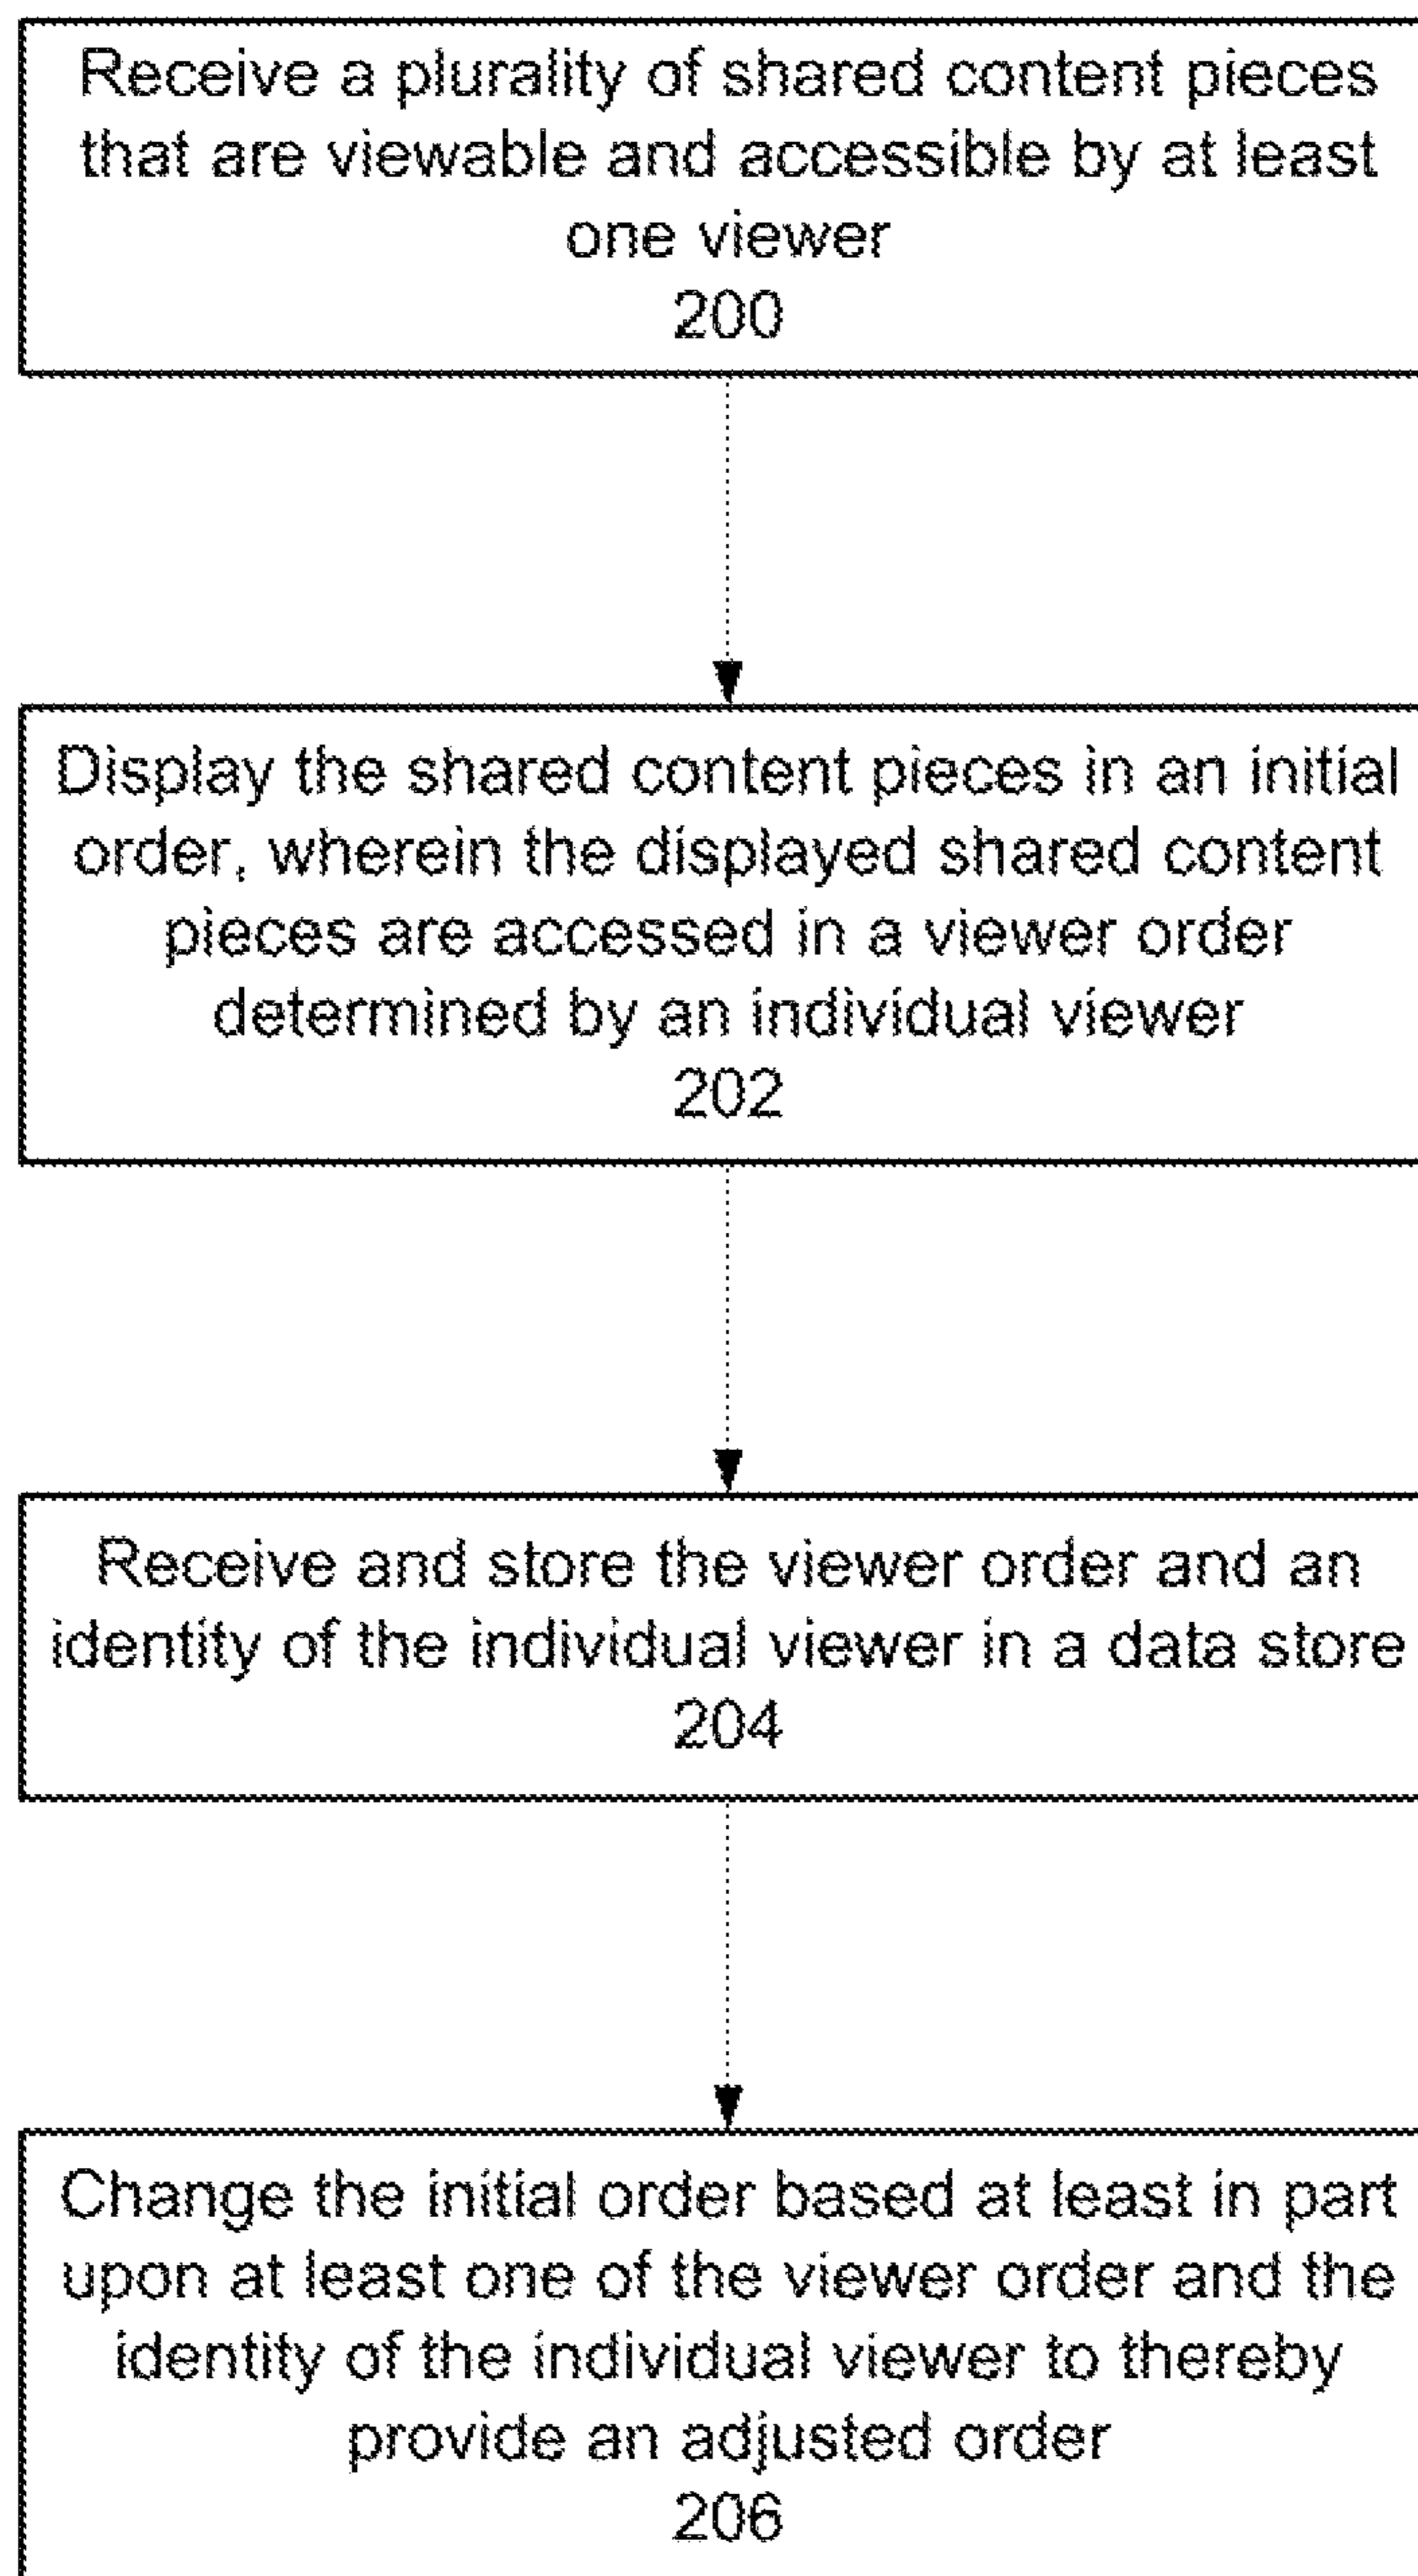 Receive a plurality of shared content pieces
that are viewable and accessible by at least
one viewer
200
Display the shared content pieces in an initial
order, wherein the displayed shared content
pieces are accessed in a viewer order
determined by an individual viewer
202
Receive and store the viewer order and an
identity of the individual viewer in a data store
204
Change the initial order based at least in part
upon at least one of the viewer order and the
identity of the individual viewer to thereby
provide an adjusted order
206